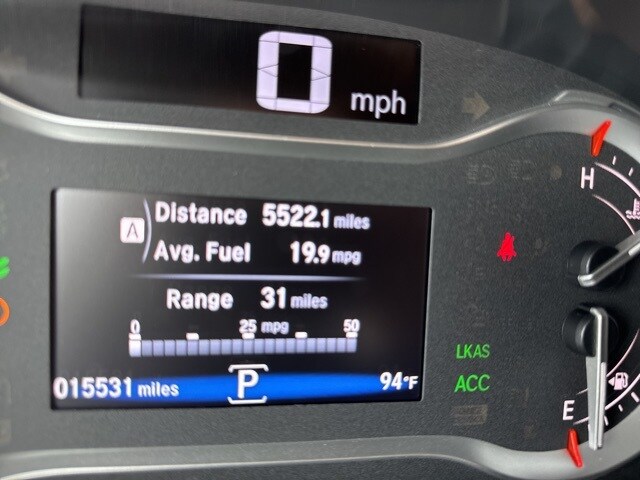 0 mph
H
A Distance 5522.1 miles
Avg. Fuel 19.9 mpg
Range 31 miles
0 25 mpg 50
LKAS
015531 miles P 94°F
ACC
E